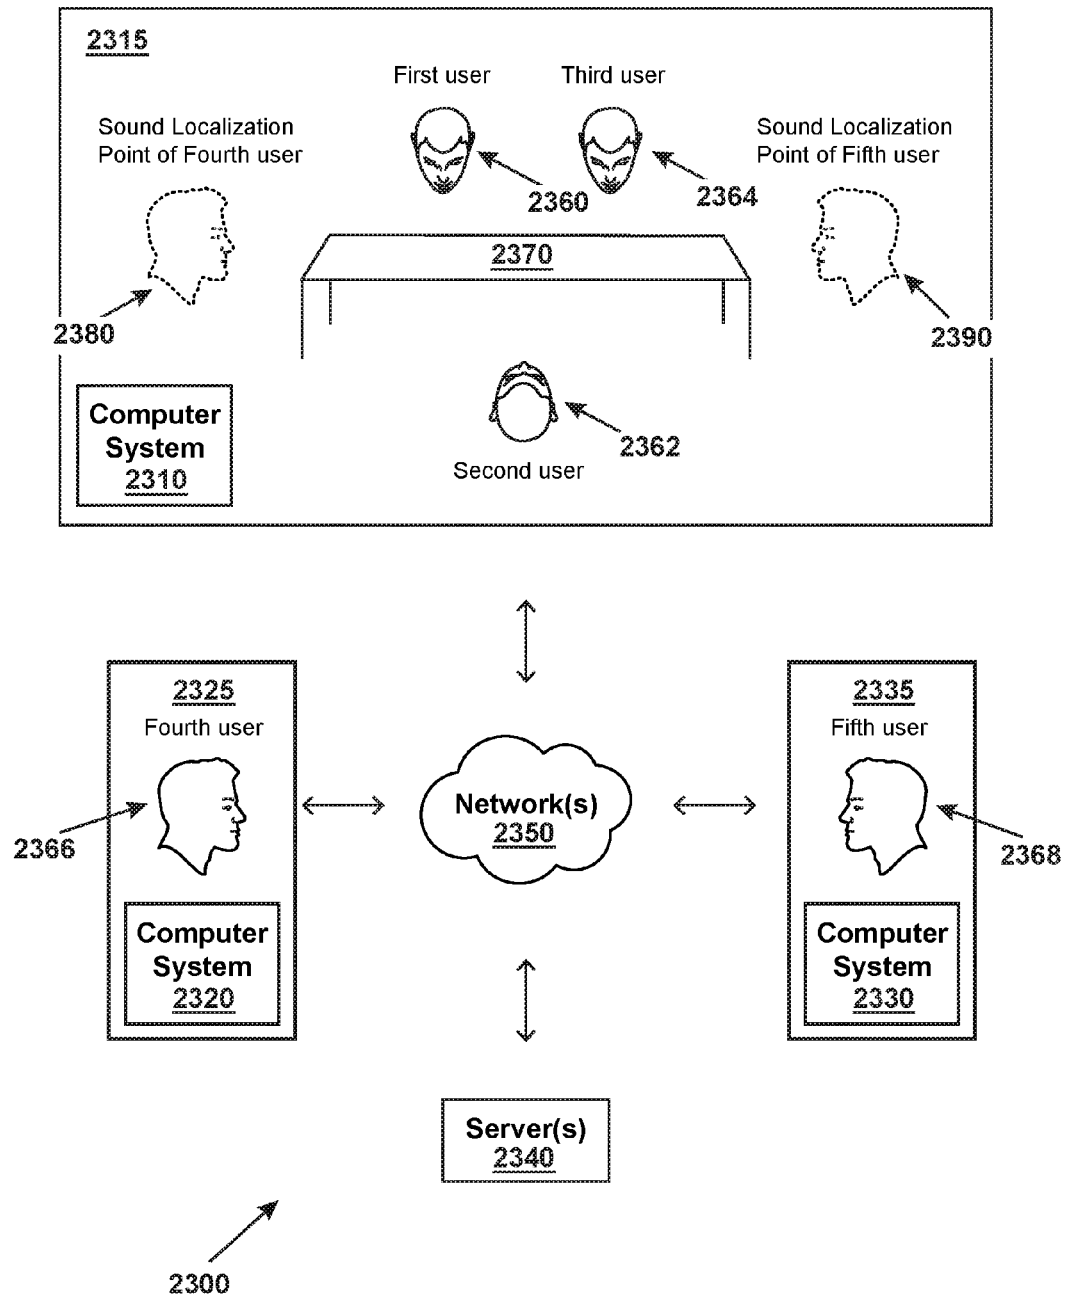 2315
First user
Third user
Sound Localization
Point of Fourth user
Sound Localization
Point of Fifth user
2360
2364
2370
2380
2390
Computer
System
2310
2362
Second user
2325
Fourth user
2335
Fifth user
Network(s)
2350
2366
2368
Computer
System
2320
Computer
System
2330
Server(s)
2340
2300